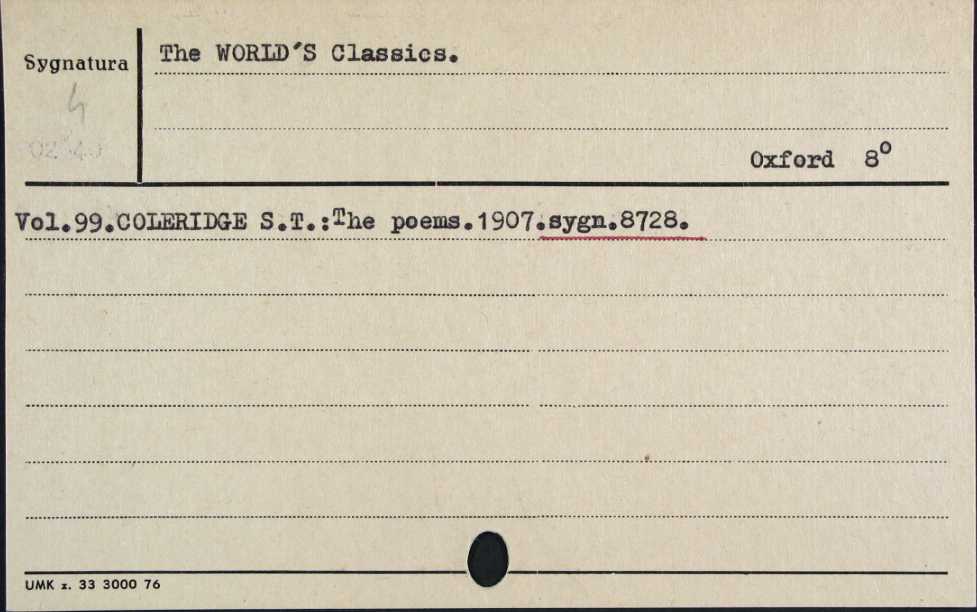 Sygnatura
The WORLD'S Classics.
Oxford 8°
Vol.99.COLERIDGE S.T.:The poems.1907.sygn.8728.
UMK z. 33 3000 76